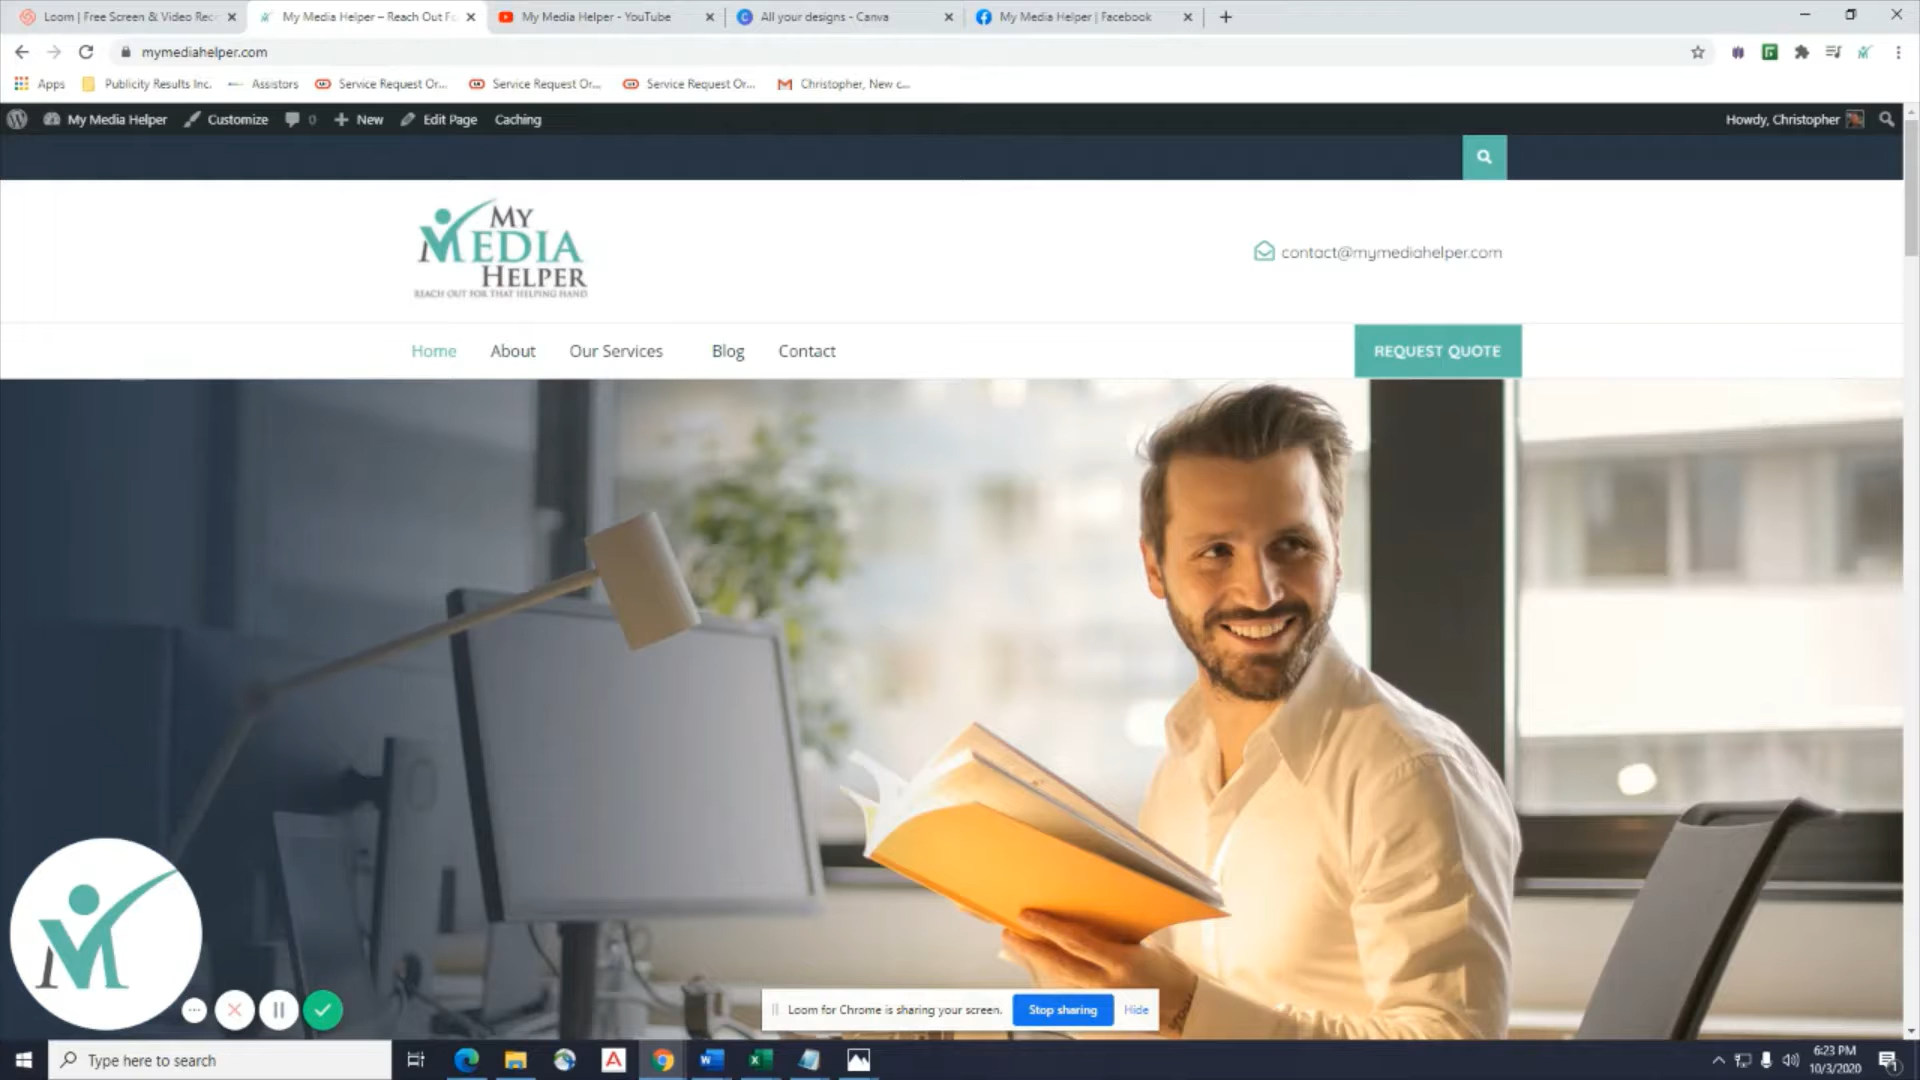 Loom | Free Screen & Video Rec
My Media Helper – Reach Out Fo
My Media Helper - YouTube
All your designs - Canva
My Media Helper | Facebook
mymediahelper.com
Apps
Publicity Results Inc.
Assistors
Service Request Or...
Service Request Or...
Service Request Or...
Christopher, New c...
My Media Helper
Customize
0
New
Edit Page
Caching
Howdy, Christopher
MY
MEDIA
HELPER
REACH OUT FOR THAT HELPING HAND
contact@mymediahelper.com
Home
About
Our Services
Blog
Contact
REQUEST QUOTE
Loom for Chrome is sharing your screen.
Stop sharing
Hide
Type here to search
6:23 PM
10/3/2020